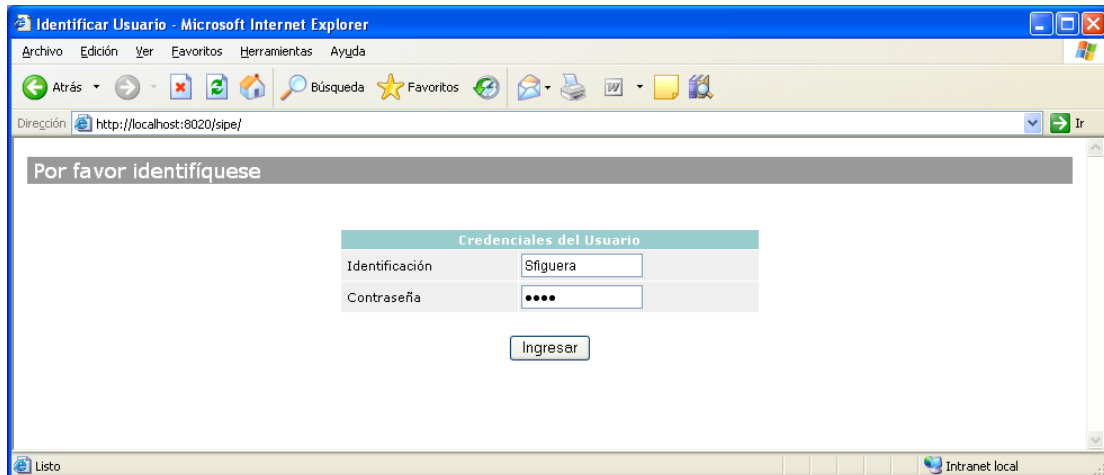 Identificar Usuario - Microsoft Internet Explorer
Archivo Edición Ver Favoritos Herramientas Ayuda
Atrás Búsqueda Favoritos W
Dirección http://localhost:8020/sipe/ Ir
Por favor identifíquese
Credenciales del Usuario
Identificación Sfiguera
Contraseña ••••
Ingresar
Listo Intranet local